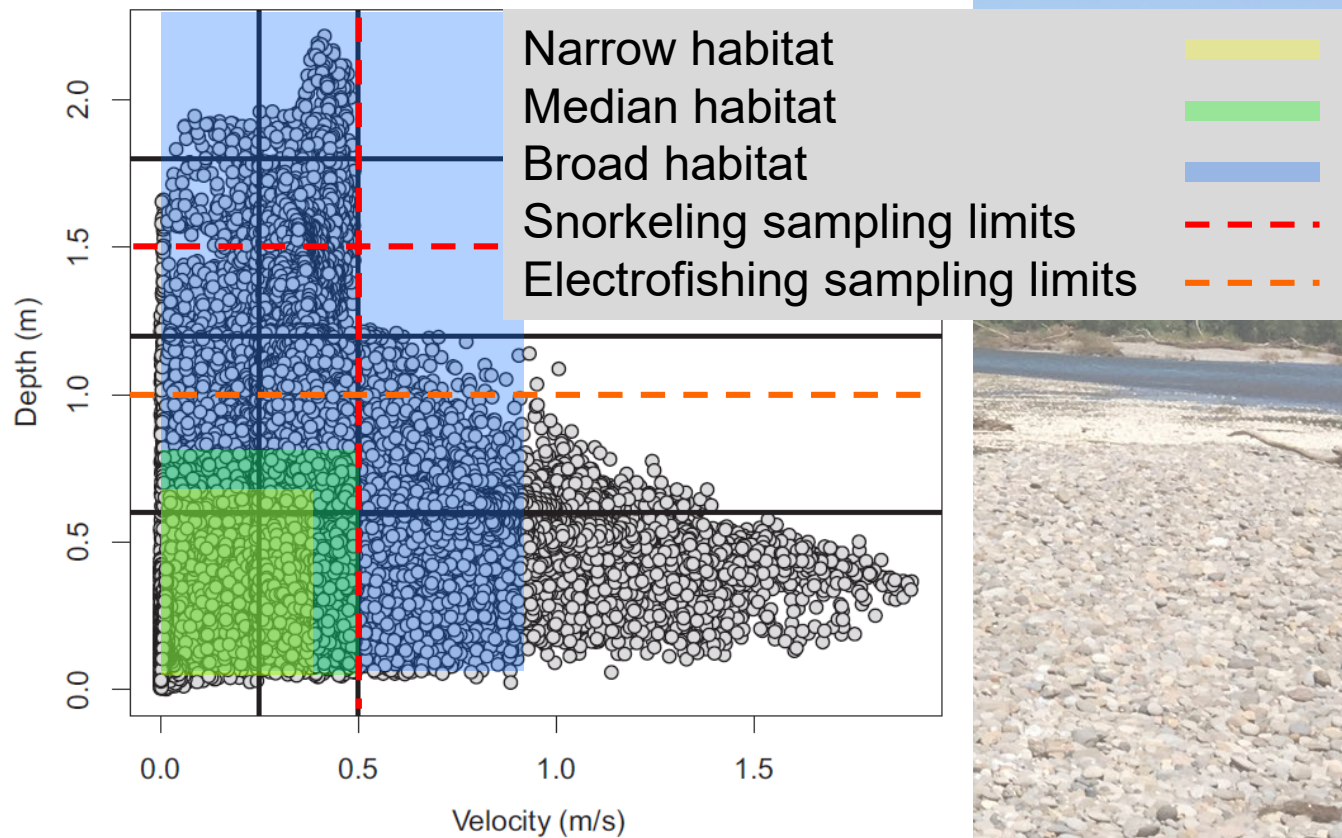 Narrow habitat
Median habitat
Broad habitat
Snorkeling sampling limits
Electrofishing sampling limits
Depth (m)
2.0
1.5
1.0
0.5
0.0
0.0 0.5 1.0 1.5
Velocity (m/s)